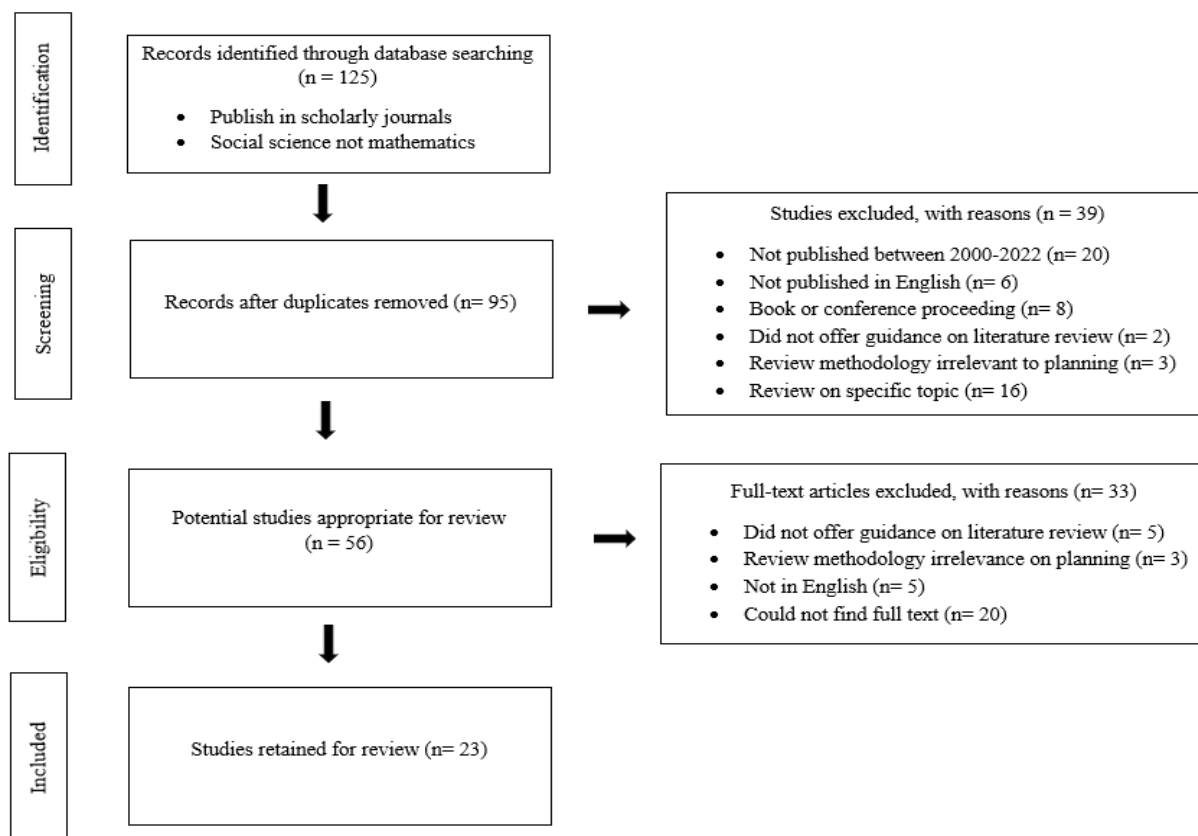 Identification
Records identified through database searching
(n = 125)
• Publish in scholarly journals
• Social science not mathematics
Screening
Records after duplicates removed (n= 95)
Studies excluded, with reasons (n = 39)
• Not published between 2000-2022 (n= 20)
• Not published in English (n= 6)
• Book or conference proceeding (n= 8)
• Did not offer guidance on literature review (n= 2)
• Review methodology irrelevant to planning (n= 3)
• Review on specific topic (n= 16)
Eligibility
Potential studies appropriate for review
(n = 56)
Full-text articles excluded, with reasons (n= 33)
• Did not offer guidance on literature review (n= 5)
• Review methodology irrelevance on planning (n= 3)
• Not in English (n= 5)
• Could not find full text (n= 20)
Included
Studies retained for review (n= 23)